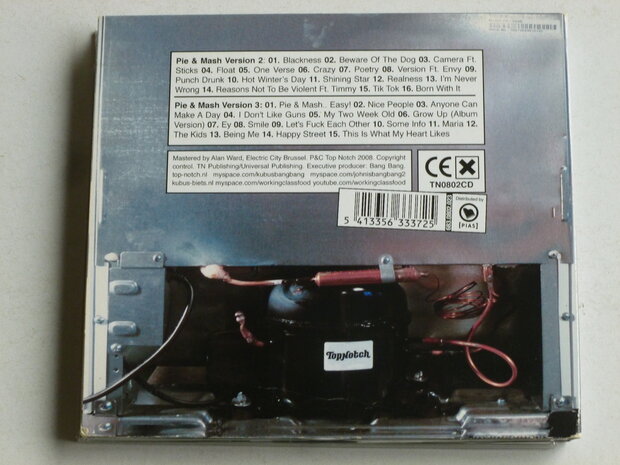 Pie & Mash Version 2: 01. Blackness 02. Beware Of The Dog 03. Camera Ft.
Sticks 04. Float 05. One Verse 06. Crazy 07. Poetry 08. Version Ft. Envy 09.
Punch Drunk 10. Hot Winter's Day 11. Shining Star 12. Realness 13. I'm Never
Wrong 14. Reasons Not To Be Violent Ft. Timmy 15. Tik Tok 16. Born With It
Pie & Mash Version 3: 01. Pie & Mash.. Easy! 02. Nice People 03. Anyone Can
Make A Day 04. I Don't Like Guns 05. My Two Week Old 06. Grow Up (Album
Version) 07. Ey 08. Smile 09. Let's Fuck Each Other 10. Some Info 11. Maria 12.
The Kids 13. Being Me 14. Happy Street 15. This Is What My Heart Likes
Mastered by Alan Ward, Electric City Brussel. P&C Top Notch 2008. Copyright
control. TN Publishing/Universal Publishing. Executive producer: Bang Bang.
top-notch.nl myspace.com/kubusbangbang myspace.com/johnisbangbang2
kubus-biets.nl myspace.com/workingclassfood youtube.com/workingclassfood
CE
TN0802CD
5 413356 333725
Distributed by
[PIAS]
TopNotch